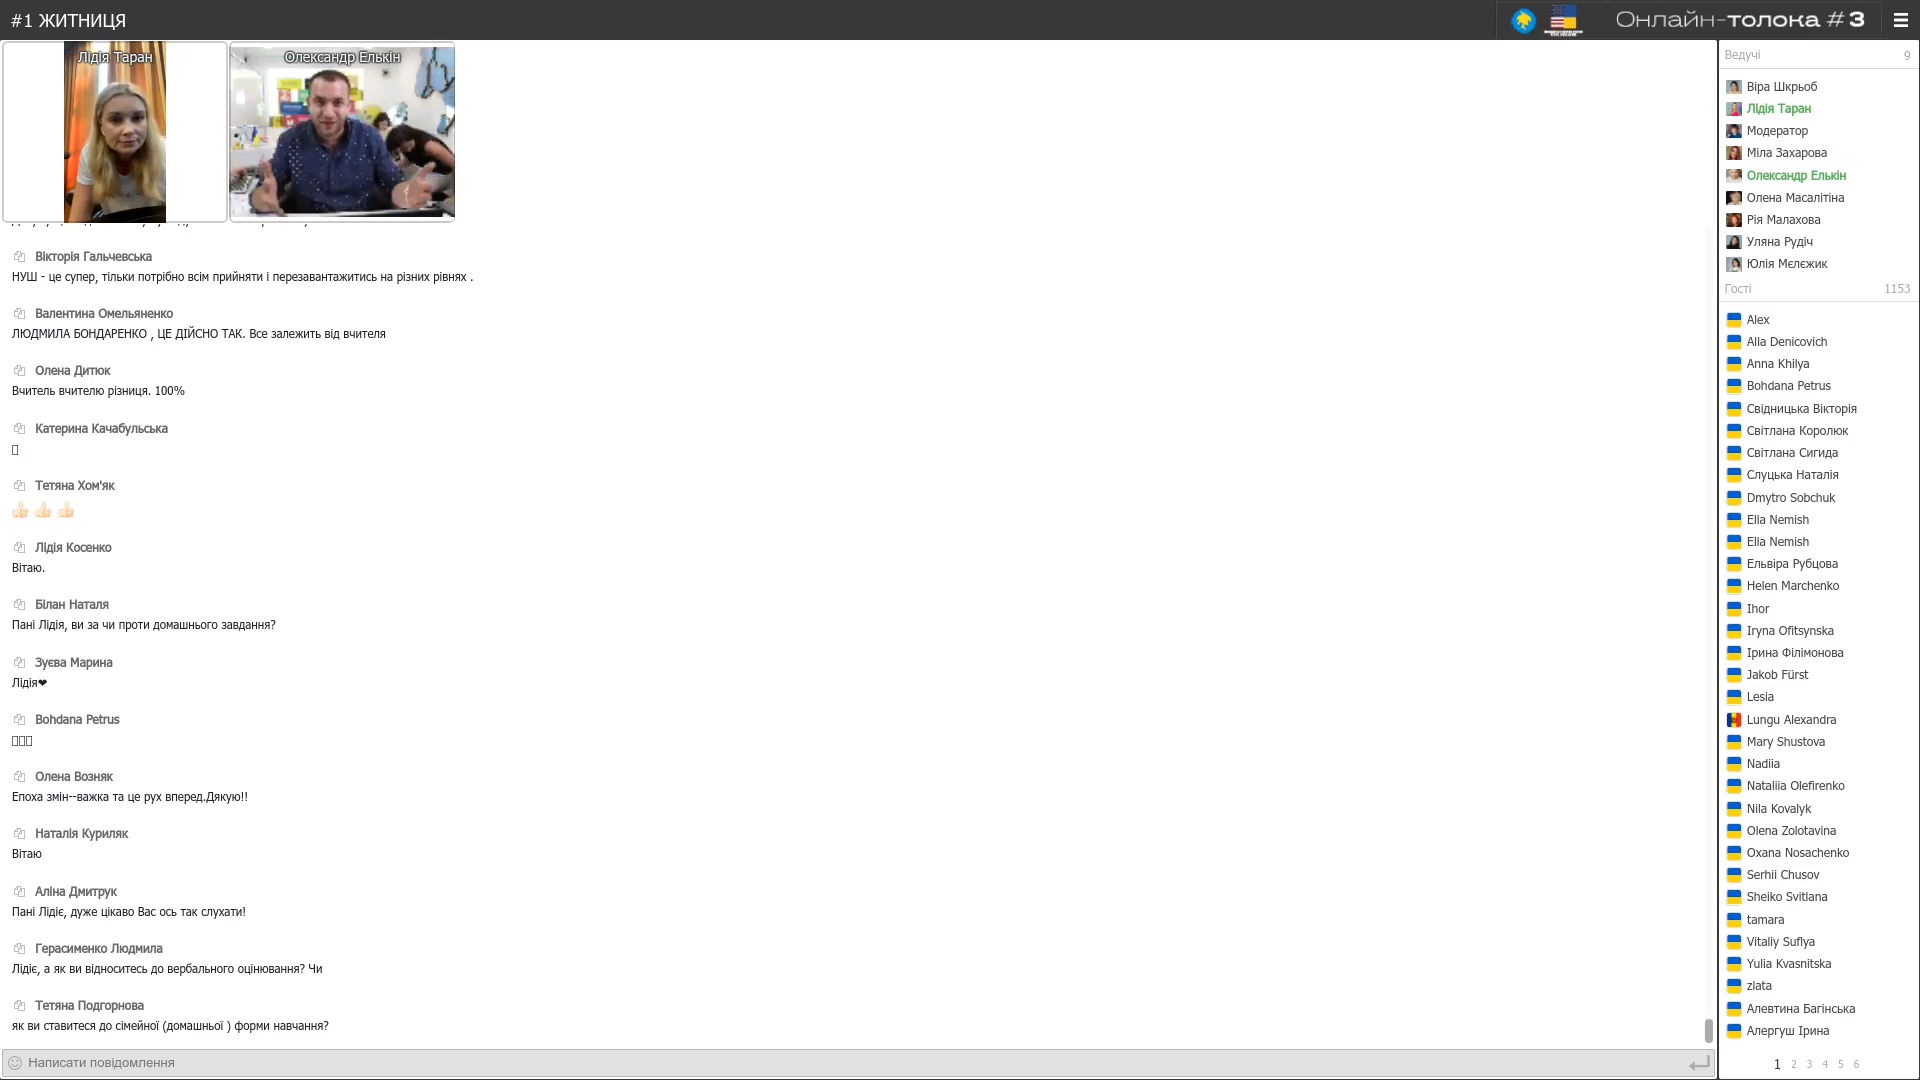 #1 ЖИТНИЦЯ
Онлайн-толока #3
Лідія Таран
Олександр Елькін
Вікторія Гальчевська
НУШ - це супер, тільки потрібно всім прийняти і перезавантажитись на різних рівнях .
Валентина Омельяненко
ЛЮДМИЛА БОНДАРЕНКО , ЦЕ ДІЙСНО ТАК. Все залежить від вчителя
Олена Дитюк
Вчитель вчителю різниця. 100%
Катерина Качабульська
Тетяна Хом'як
👍🏻 👍🏻 👍🏻
Лідія Косенко
Вітаю.
Білан Наталя
Пані Лідія, ви за чи проти домашнього завдання?
Зуєва Марина
Лідія❤
Bohdana Petrus
Олена Возняк
Епоха змін--важка та це рух вперед.Дякую!!
Наталія Куриляк
Вітаю
Аліна Дмитрук
Пані Лідіє, дуже цікаво Вас ось так слухати!
Герасименко Людмила
Лідіє, а як ви відноситесь до вербального оцінювання? Чи
Тетяна Подгорнова
як ви ставитеся до сімейної (домашньої ) форми навчання?
Написати повідомлення
Ведучі 9
Віра Шкрьоб
Лідія Таран
Модератор
Міла Захарова
Олександр Елькін
Олена Масалітіна
Рія Малахова
Уляна Рудіч
Юлія Мєлєжик
Гості 1153
Alex
Alla Denicovich
Anna Khilya
Bohdana Petrus
Свідницька Вікторія
Світлана Королюк
Світлана Сигида
Слуцька Наталія
Dmytro Sobchuk
Ella Nemish
Ella Nemish
Ельвіра Рубцова
Helen Marchenko
Ihor
Iryna Ofitsynska
Ірина Філімонова
Jakob Fürst
Lesia
Lungu Alexandra
Mary Shustova
Nadiia
Nataliia Olefirenko
Nila Kovalyk
Olena Zolotavina
Oxana Nosachenko
Serhii Chusov
Sheiko Svitlana
tamara
Vitaliy Suflya
Yulia Kvasnitska
zlata
Алевтина Багінська
Алергуш Ірина
1 2 3 4 5 6